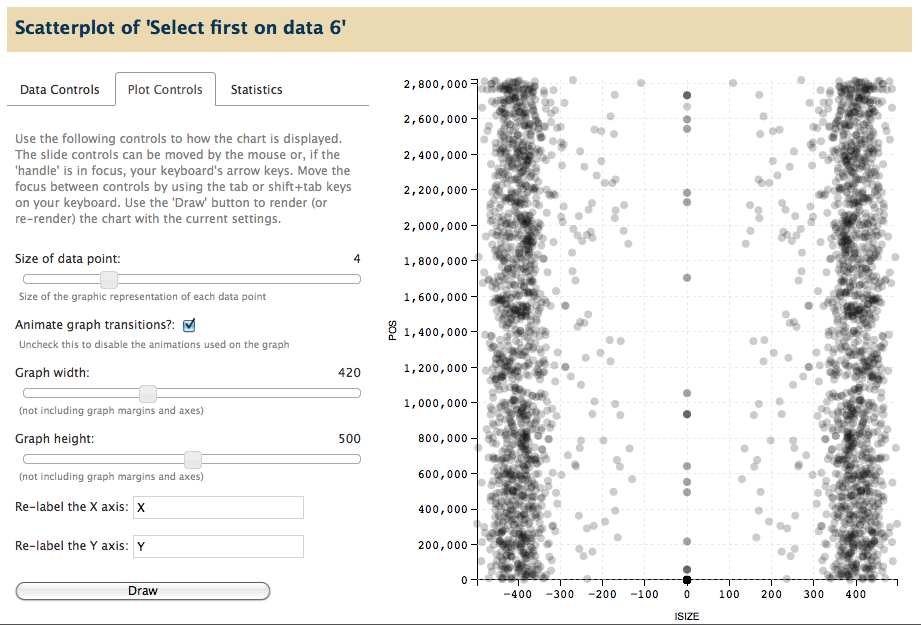 Scatterplot of 'Select first on data 6'
Data Controls
Plot Controls
Statistics
Use the following controls to how the chart is displayed.
The slide controls can be moved by the mouse or, if the
'handle' is in focus, your keyboard's arrow keys. Move the
focus between controls by using the tab or shift+tab keys
on your keyboard. Use the 'Draw' button to render (or
re-render) the chart with the current settings.
Size of data point: 4
Size of the graphic representation of each data point
Animate graph transitions?:
Uncheck this to disable the animations used on the graph
Graph width: 420
(not including graph margins and axes)
Graph height: 500
(not including graph margins and axes)
Re-label the X axis: X
Re-label the Y axis: Y
Draw
POS
2,800,000
2,600,000
2,400,000
2,200,000
2,000,000
1,800,000
1,600,000
1,400,000
1,200,000
1,000,000
800,000
600,000
400,000
200,000
0
-400 -300 -200 -100 0 100 200 300 400
ISIZE